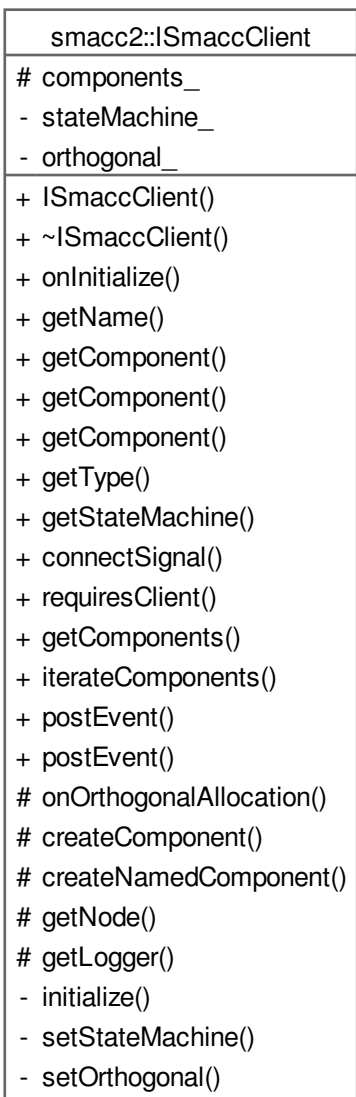 smacc2::ISmaccClient
# components_
- stateMachine_
- orthogonal_
+ ISmaccClient()
+ ~ISmaccClient()
+ onInitialize()
+ getName()
+ getComponent()
+ getComponent()
+ getComponent()
+ getType()
+ getStateMachine()
+ connectSignal()
+ requiresClient()
+ getComponents()
+ iterateComponents()
+ postEvent()
+ postEvent()
# onOrthogonalAllocation()
# createComponent()
# createNamedComponent()
# getNode()
# getLogger()
- initialize()
- setStateMachine()
- setOrthogonal()